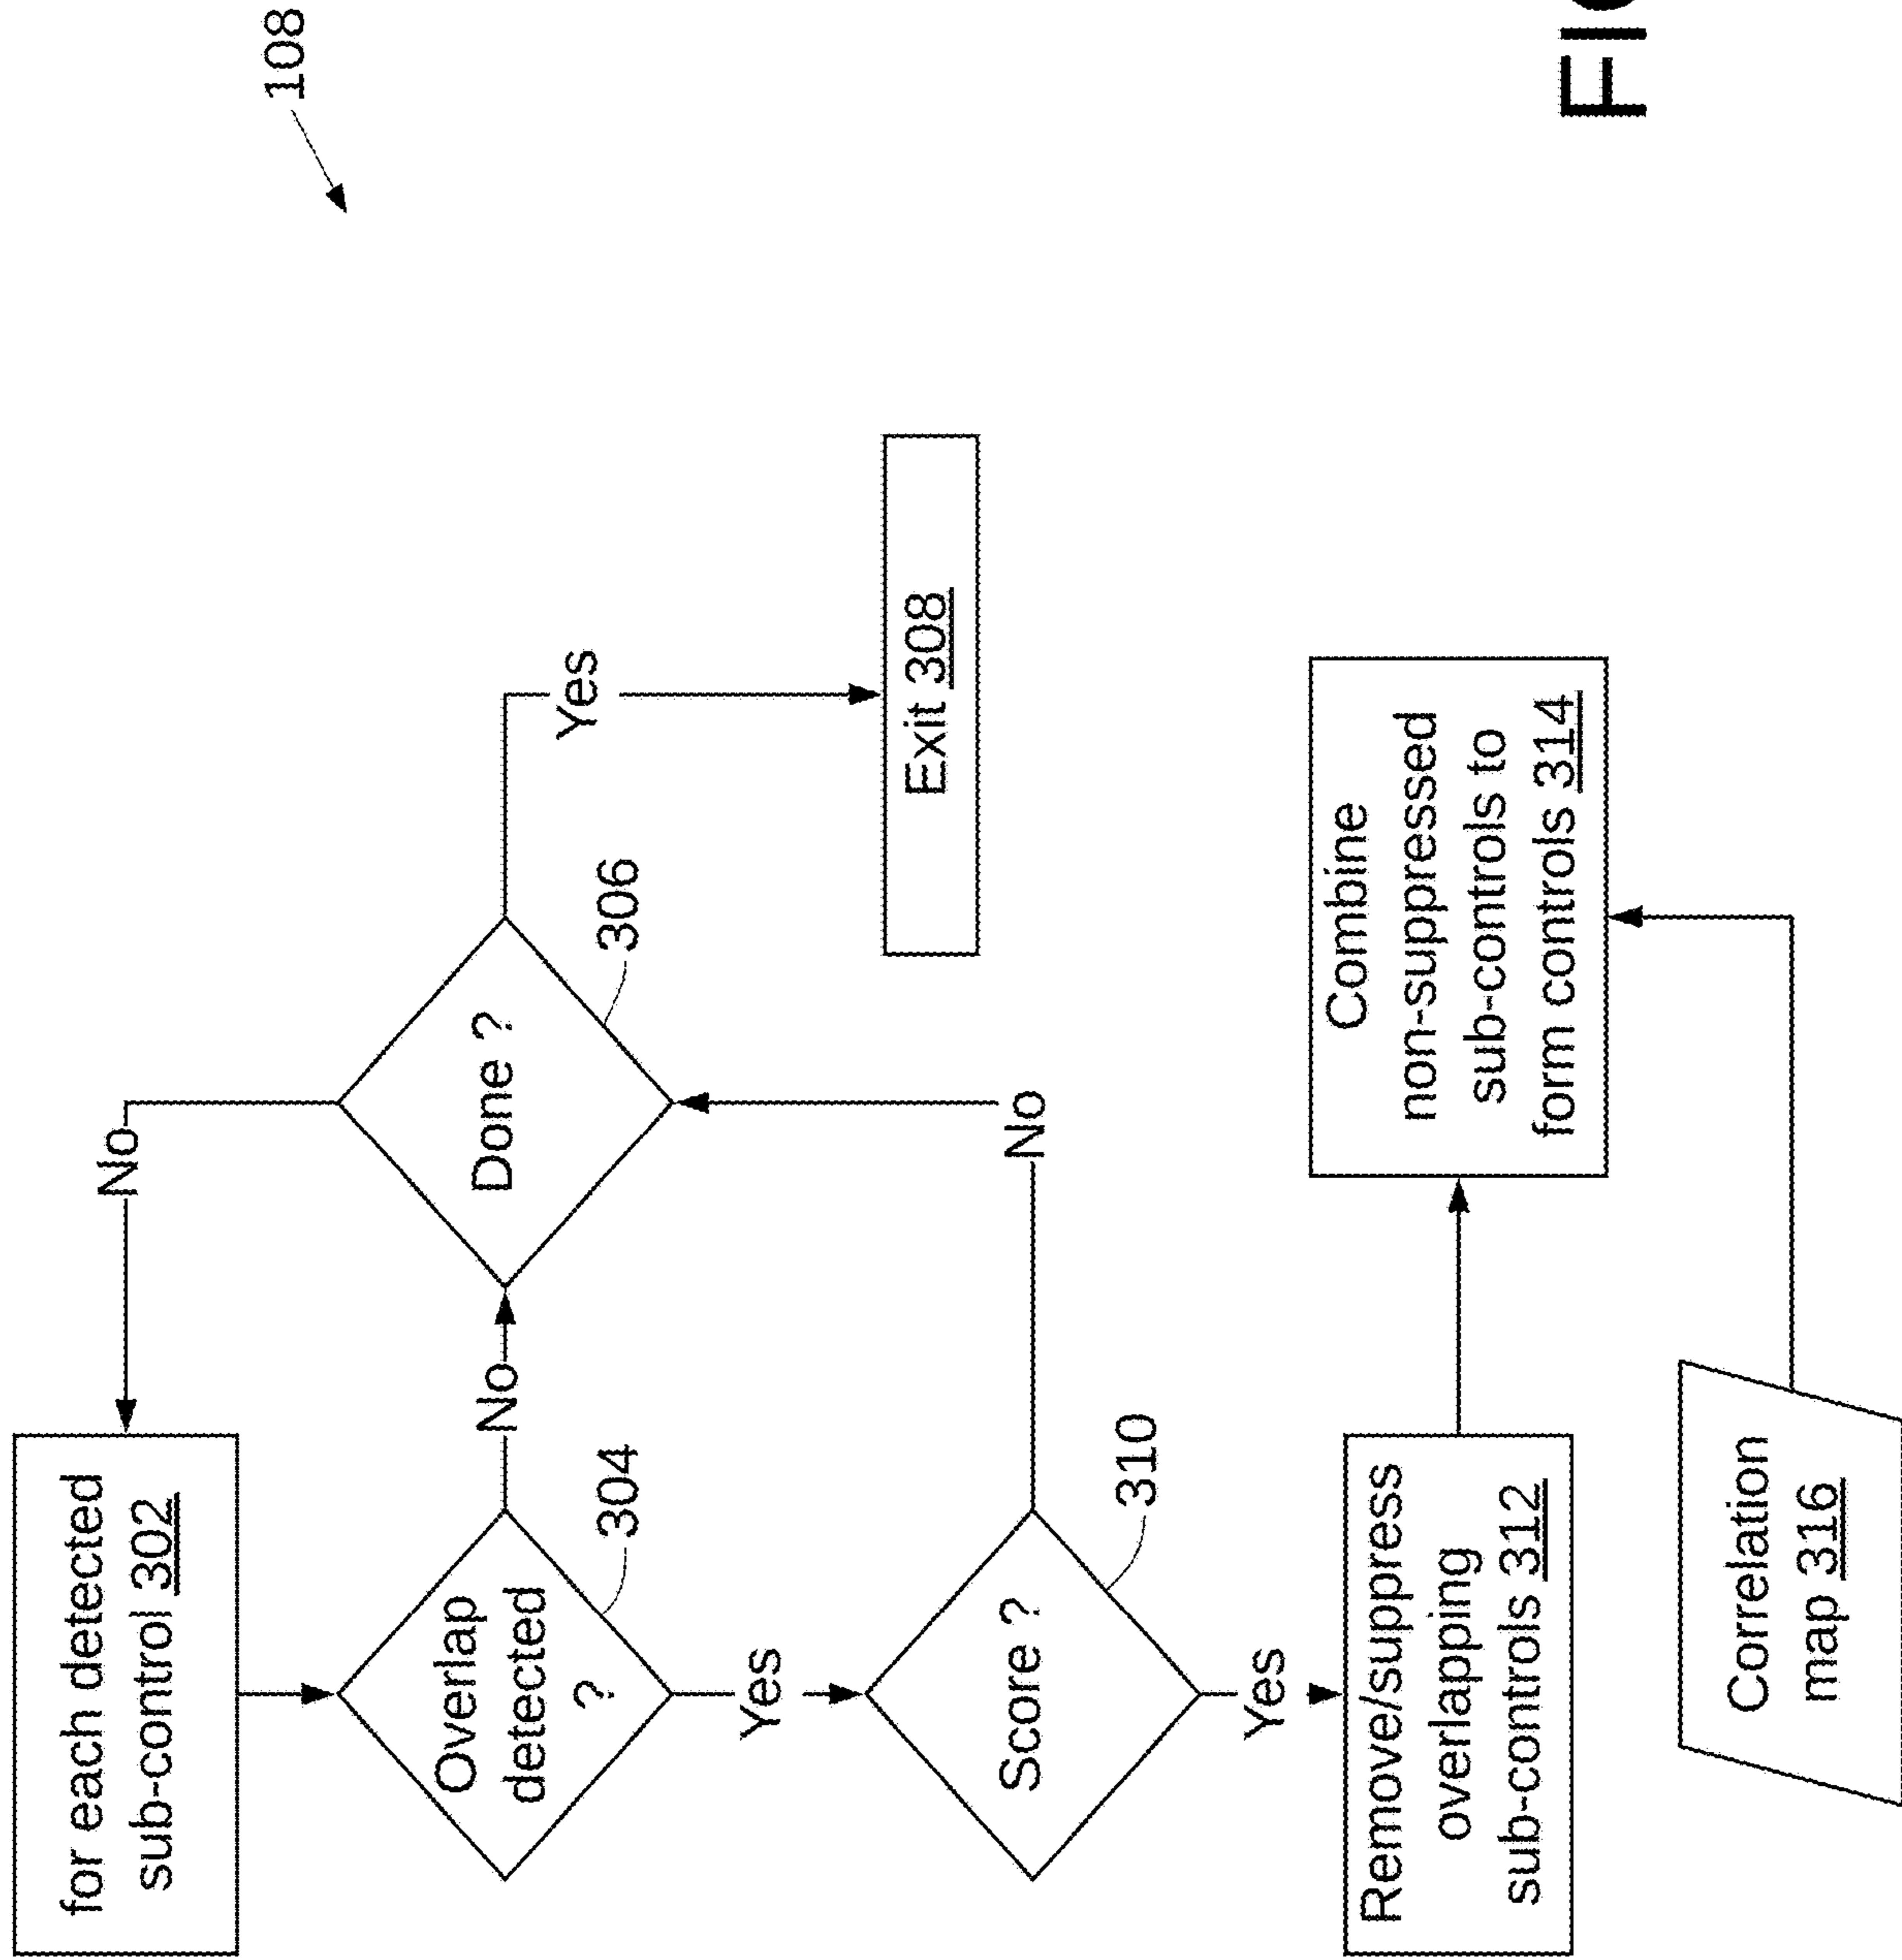 108
for each detected
sub-control 302
No
Overlap
detected
?
304
No
Done ?
306
Yes
Exit 308
Yes
Score ?
310
No
Yes
Remove/suppress
overlapping
sub-controls 312
Combine
non-suppressed
sub-controls to
form controls 314
Correlation
map 316